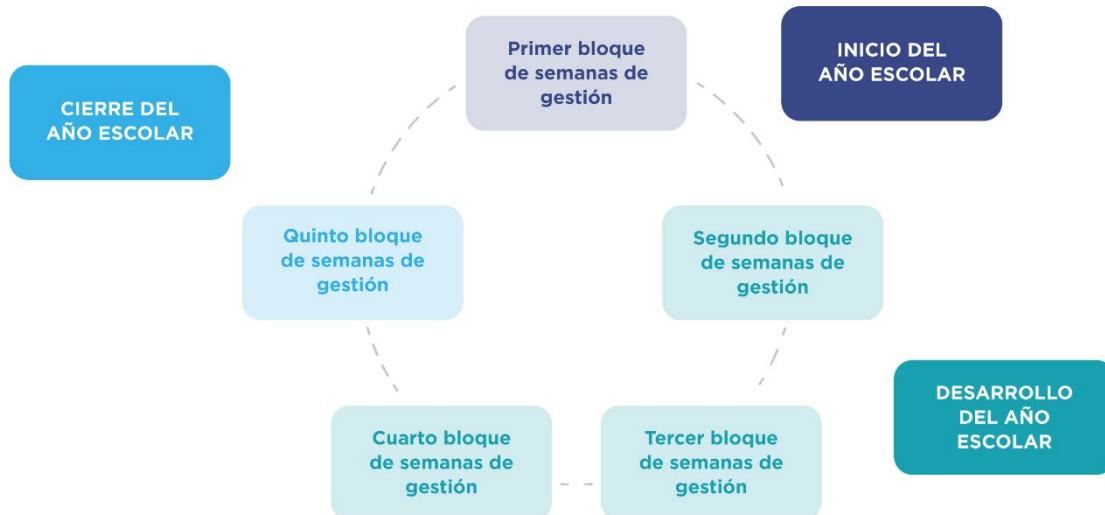 Primer bloque
de semanas de
gestión
INICIO DEL
AÑO ESCOLAR
CIERRE DEL
AÑO ESCOLAR
Quinto bloque
de semanas de
gestión
Segundo bloque
de semanas de
gestión
DESARROLLO
DEL AÑO
ESCOLAR
Cuarto bloque
de semanas de
gestión
Tercer bloque
de semanas de
gestión